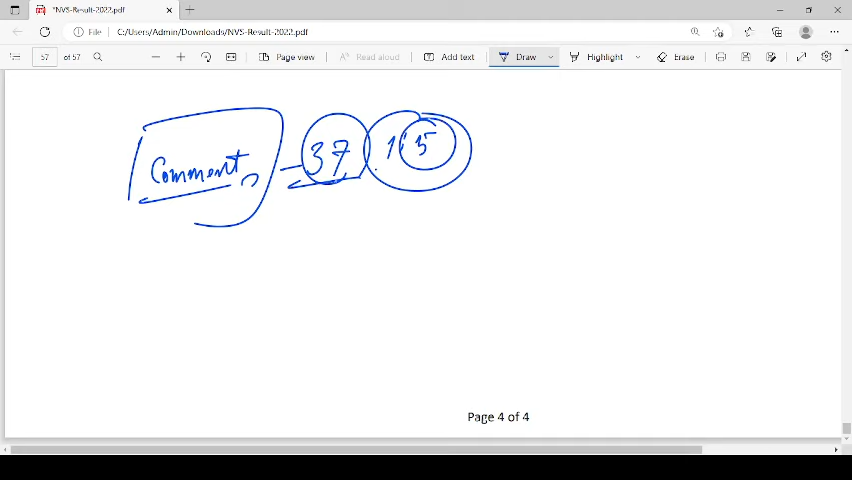 *NVS-Result-2022.pdf
File C:/Users/Admin/Downloads/NVS-Result-2022.pdf
57 of 57 Page view Read aloud Add text Draw Highlight Erase
Comment 37
Page 4 of 4